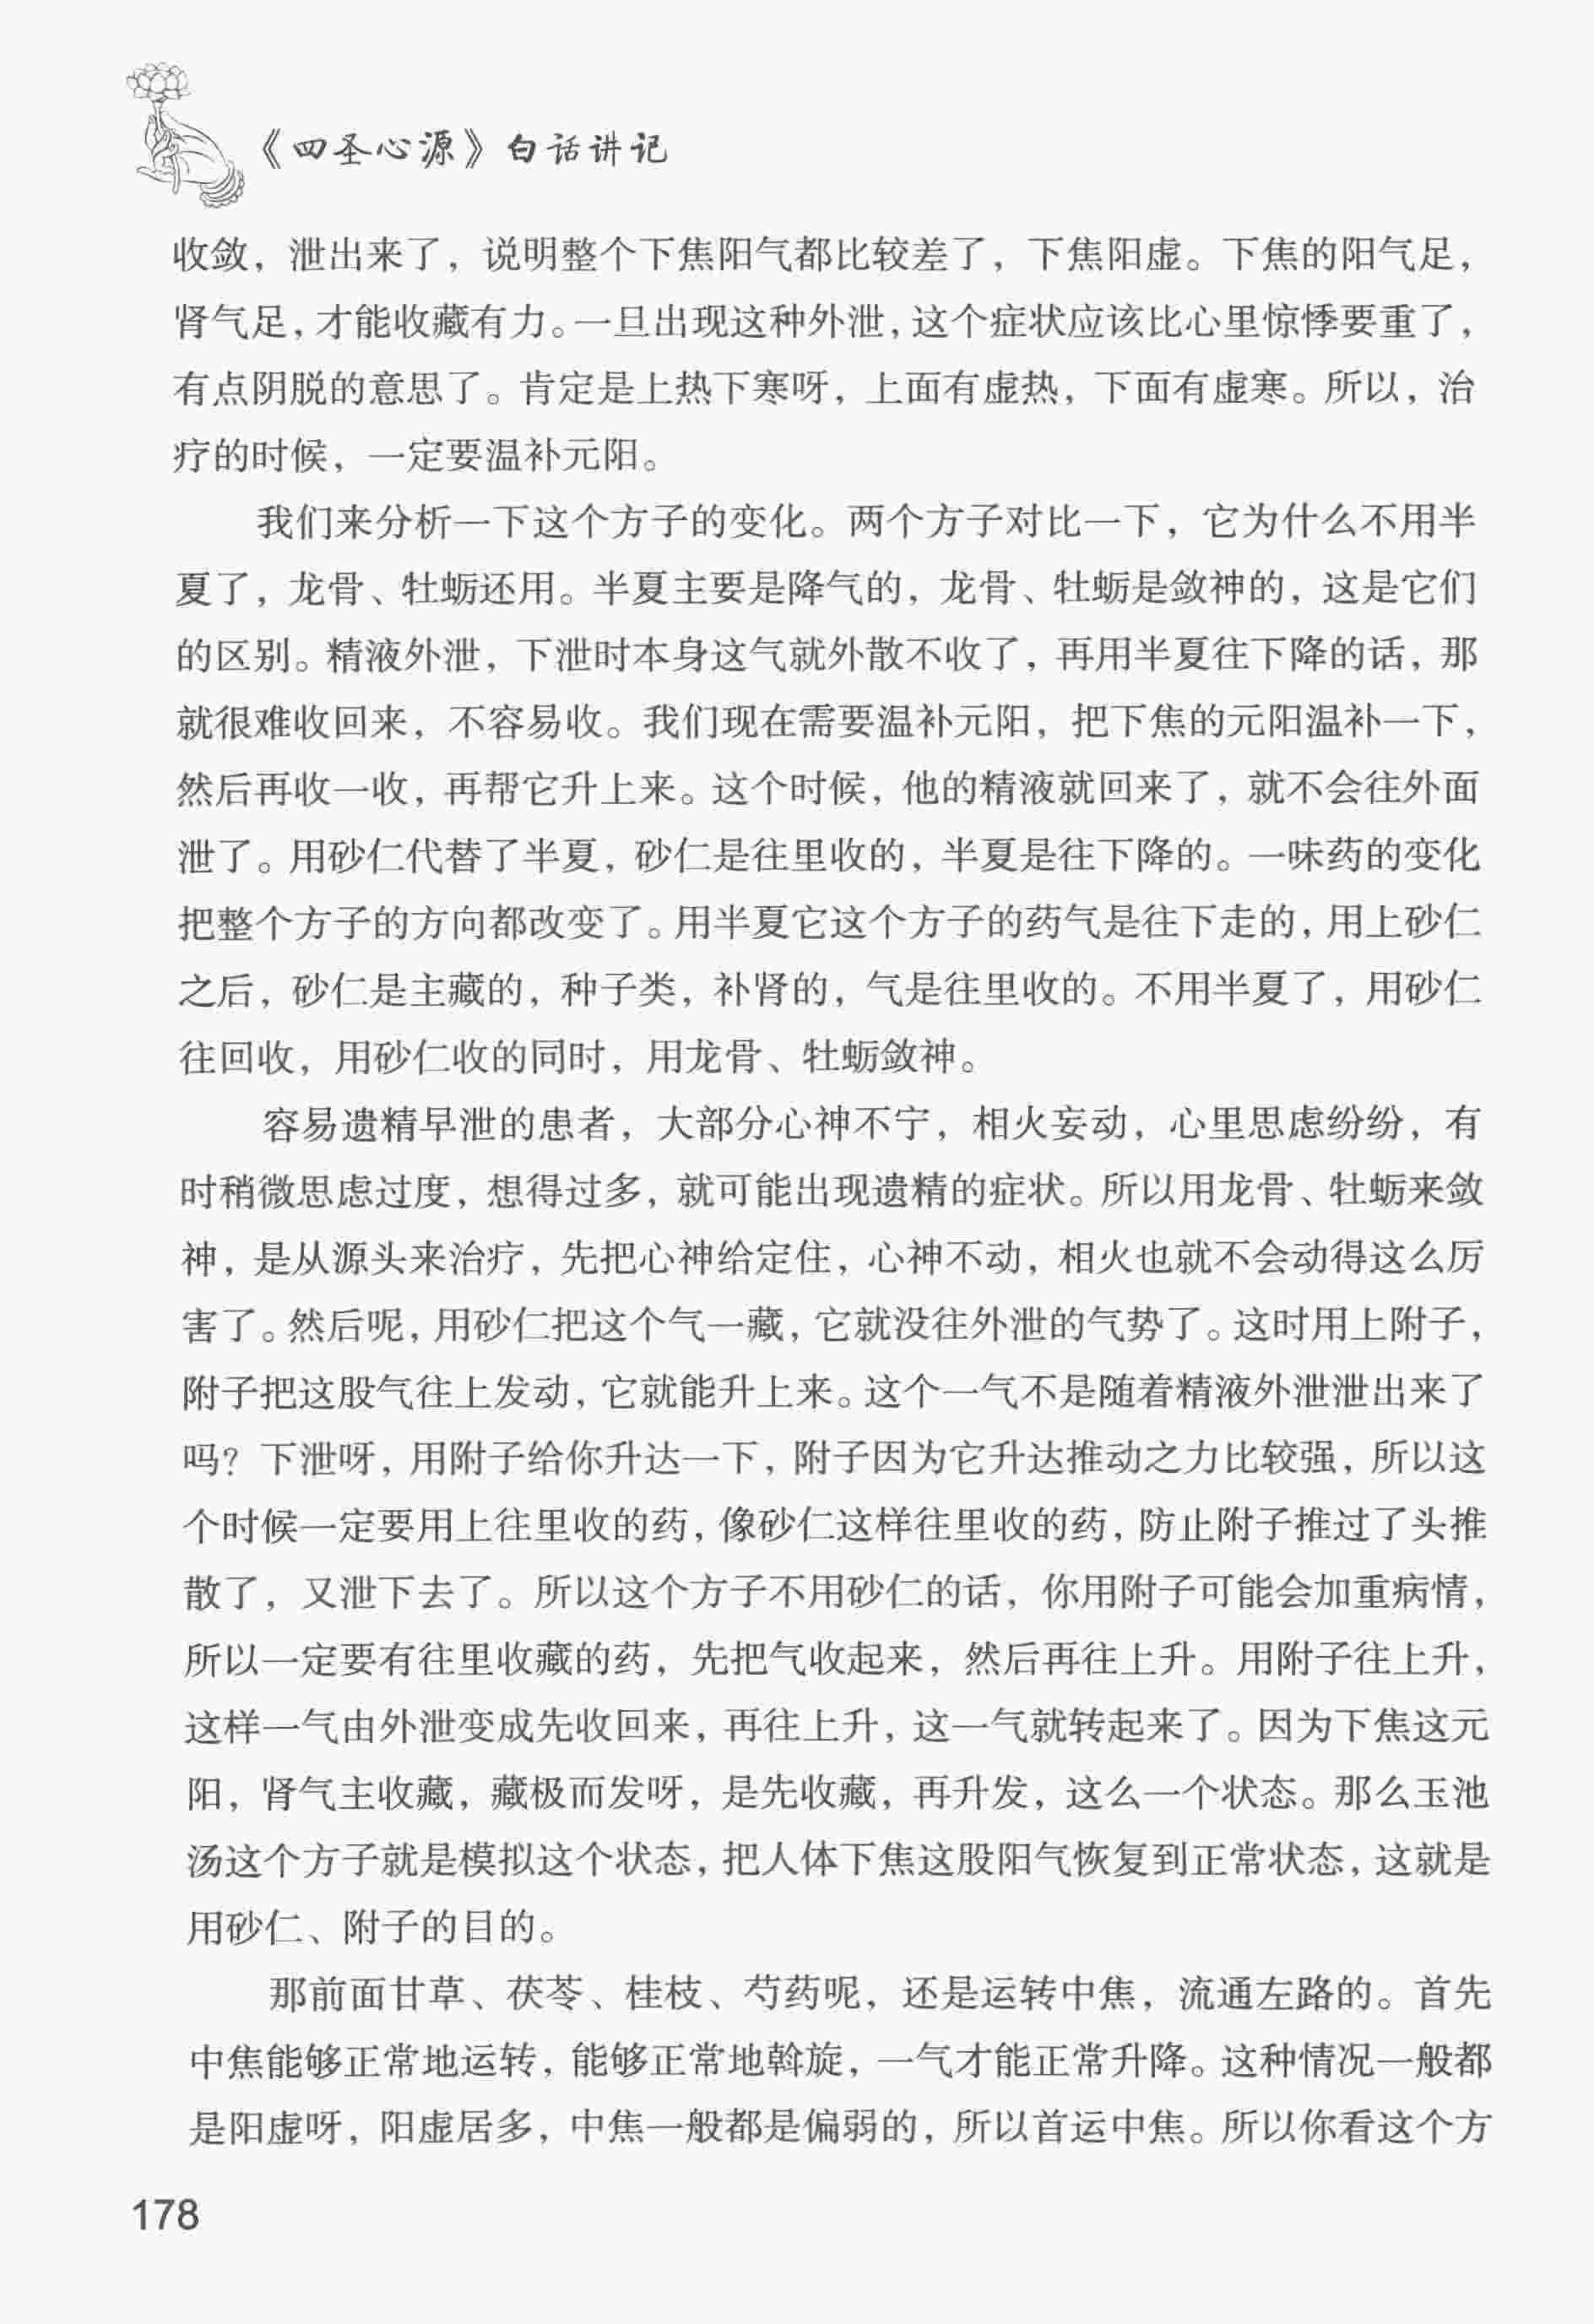 《四圣心源》白话讲记
收敛，泄出来了，说明整个下焦阳气都比较差了，下焦阳虚。下焦的阳气足，
肾气足，才能收藏有力。一旦出现这种外泄，这个症状应该比心里惊悸要重了，
有点阴脱的意思了。肯定是上热下寒呀，上面有虚热，下面有虚寒。所以，治
疗的时候，一定要温补元阳。
我们来分析一下这个方子的变化。两个方子对比一下，它为什么不用半
夏了，龙骨、牡蛎还用。半夏主要是降气的，龙骨、牡蛎是敛神的，这是它们
的区别。精液外泄，下泄时本身这气就外散不收了，再用半夏往下降的话，那
就很难收回来，不容易收。我们现在需要温补元阳，把下焦的元阳温补一下，
然后再收一收，再帮它升上来。这个时候，他的精液就回来了，就不会往外面
泄了。用砂仁代替了半夏，砂仁是往里收的，半夏是往下降的。一味药的变化
把整个方子的方向都改变了。用半夏它这个方子的药气是往下走的，用上砂仁
之后，砂仁是主藏的，种子类，补肾的，气是往里收的。不用半夏了，用砂仁
往回收，用砂仁收的同时，用龙骨、牡蛎敛神。
容易遗精早泄的患者，大部分心神不宁，相火妄动，心里思虑纷纷，有
时稍微思虑过度，想得过多，就可能出现遗精的症状。所以用龙骨、牡蛎来敛
神，是从源头来治疗，先把心神给定住，心神不动，相火也就不会动得这么厉
害了。然后呢，用砂仁把这个气一藏，它就没往外泄的气势了。这时用上附子，
附子把这股气往上发动，它就能升上来。这个一气不是随着精液外泄泄出来了
吗？下泄呀，用附子给你升达一下，附子因为它升达推动之力比较强，所以这
个时候一定要用上往里收的药，像砂仁这样往里收的药，防止附子推过了头推
散了，又泄下去了。所以这个方子不用砂仁的话，你用附子可能会加重病情，
所以一定要有往里收藏的药，先把气收起来，然后再往上升。用附子往上升，
这样一气由外泄变成先收回来，再往上升，这一气就转起来了。因为下焦这元
阳，肾气主收藏，藏极而发呀，是先收藏，再升发，这么一个状态。那么玉池
汤这个方子就是模拟这个状态，把人体下焦这股阳气恢复到正常状态，这就是
用砂仁、附子的目的。
那前面甘草、茯苓、桂枝、芍药呢，还是运转中焦，流通左路的。首先
中焦能够正常地运转，能够正常地斡旋，一气才能正常升降。这种情况一般都
是阳虚呀，阳虚居多，中焦一般都是偏弱的，所以首运中焦。所以你看这个方
178